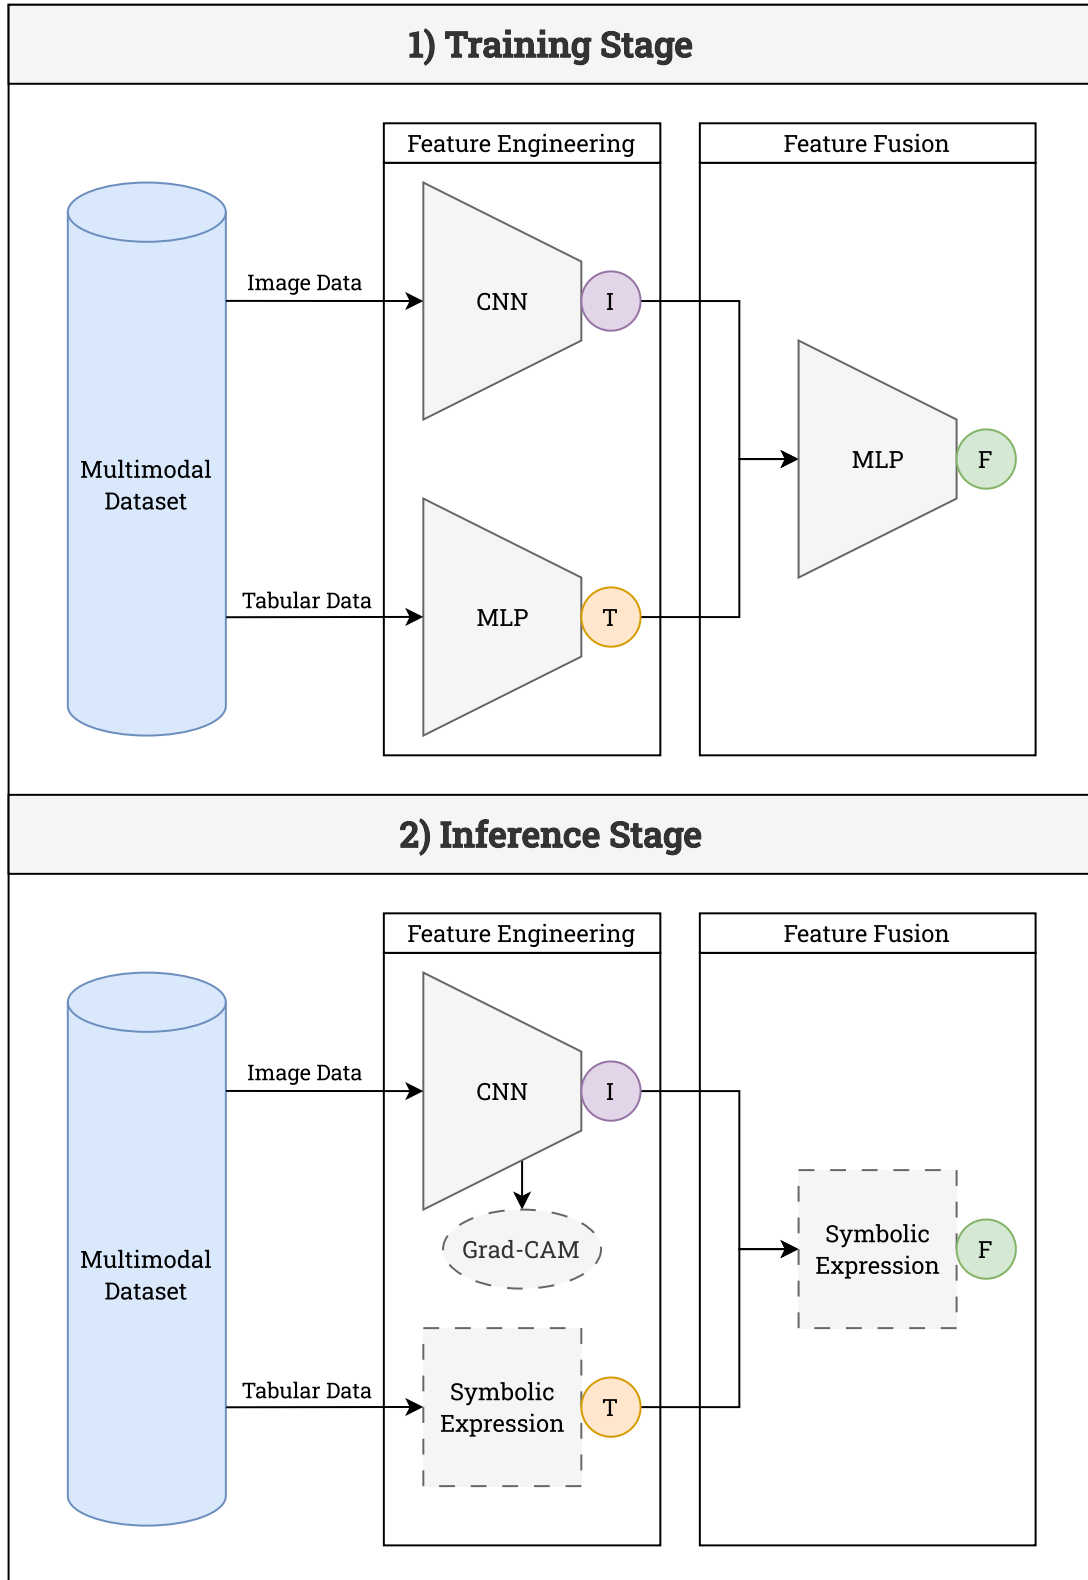 1) Training Stage
Feature Engineering
Feature Fusion
Image Data
CNN
I
Multimodal
Dataset
MLP
F
Tabular Data
MLP
T
2) Inference Stage
Feature Engineering
Feature Fusion
Image Data
CNN
I
Grad-CAM
Multimodal
Dataset
Symbolic
Expression
F
Tabular Data
Symbolic
Expression
T